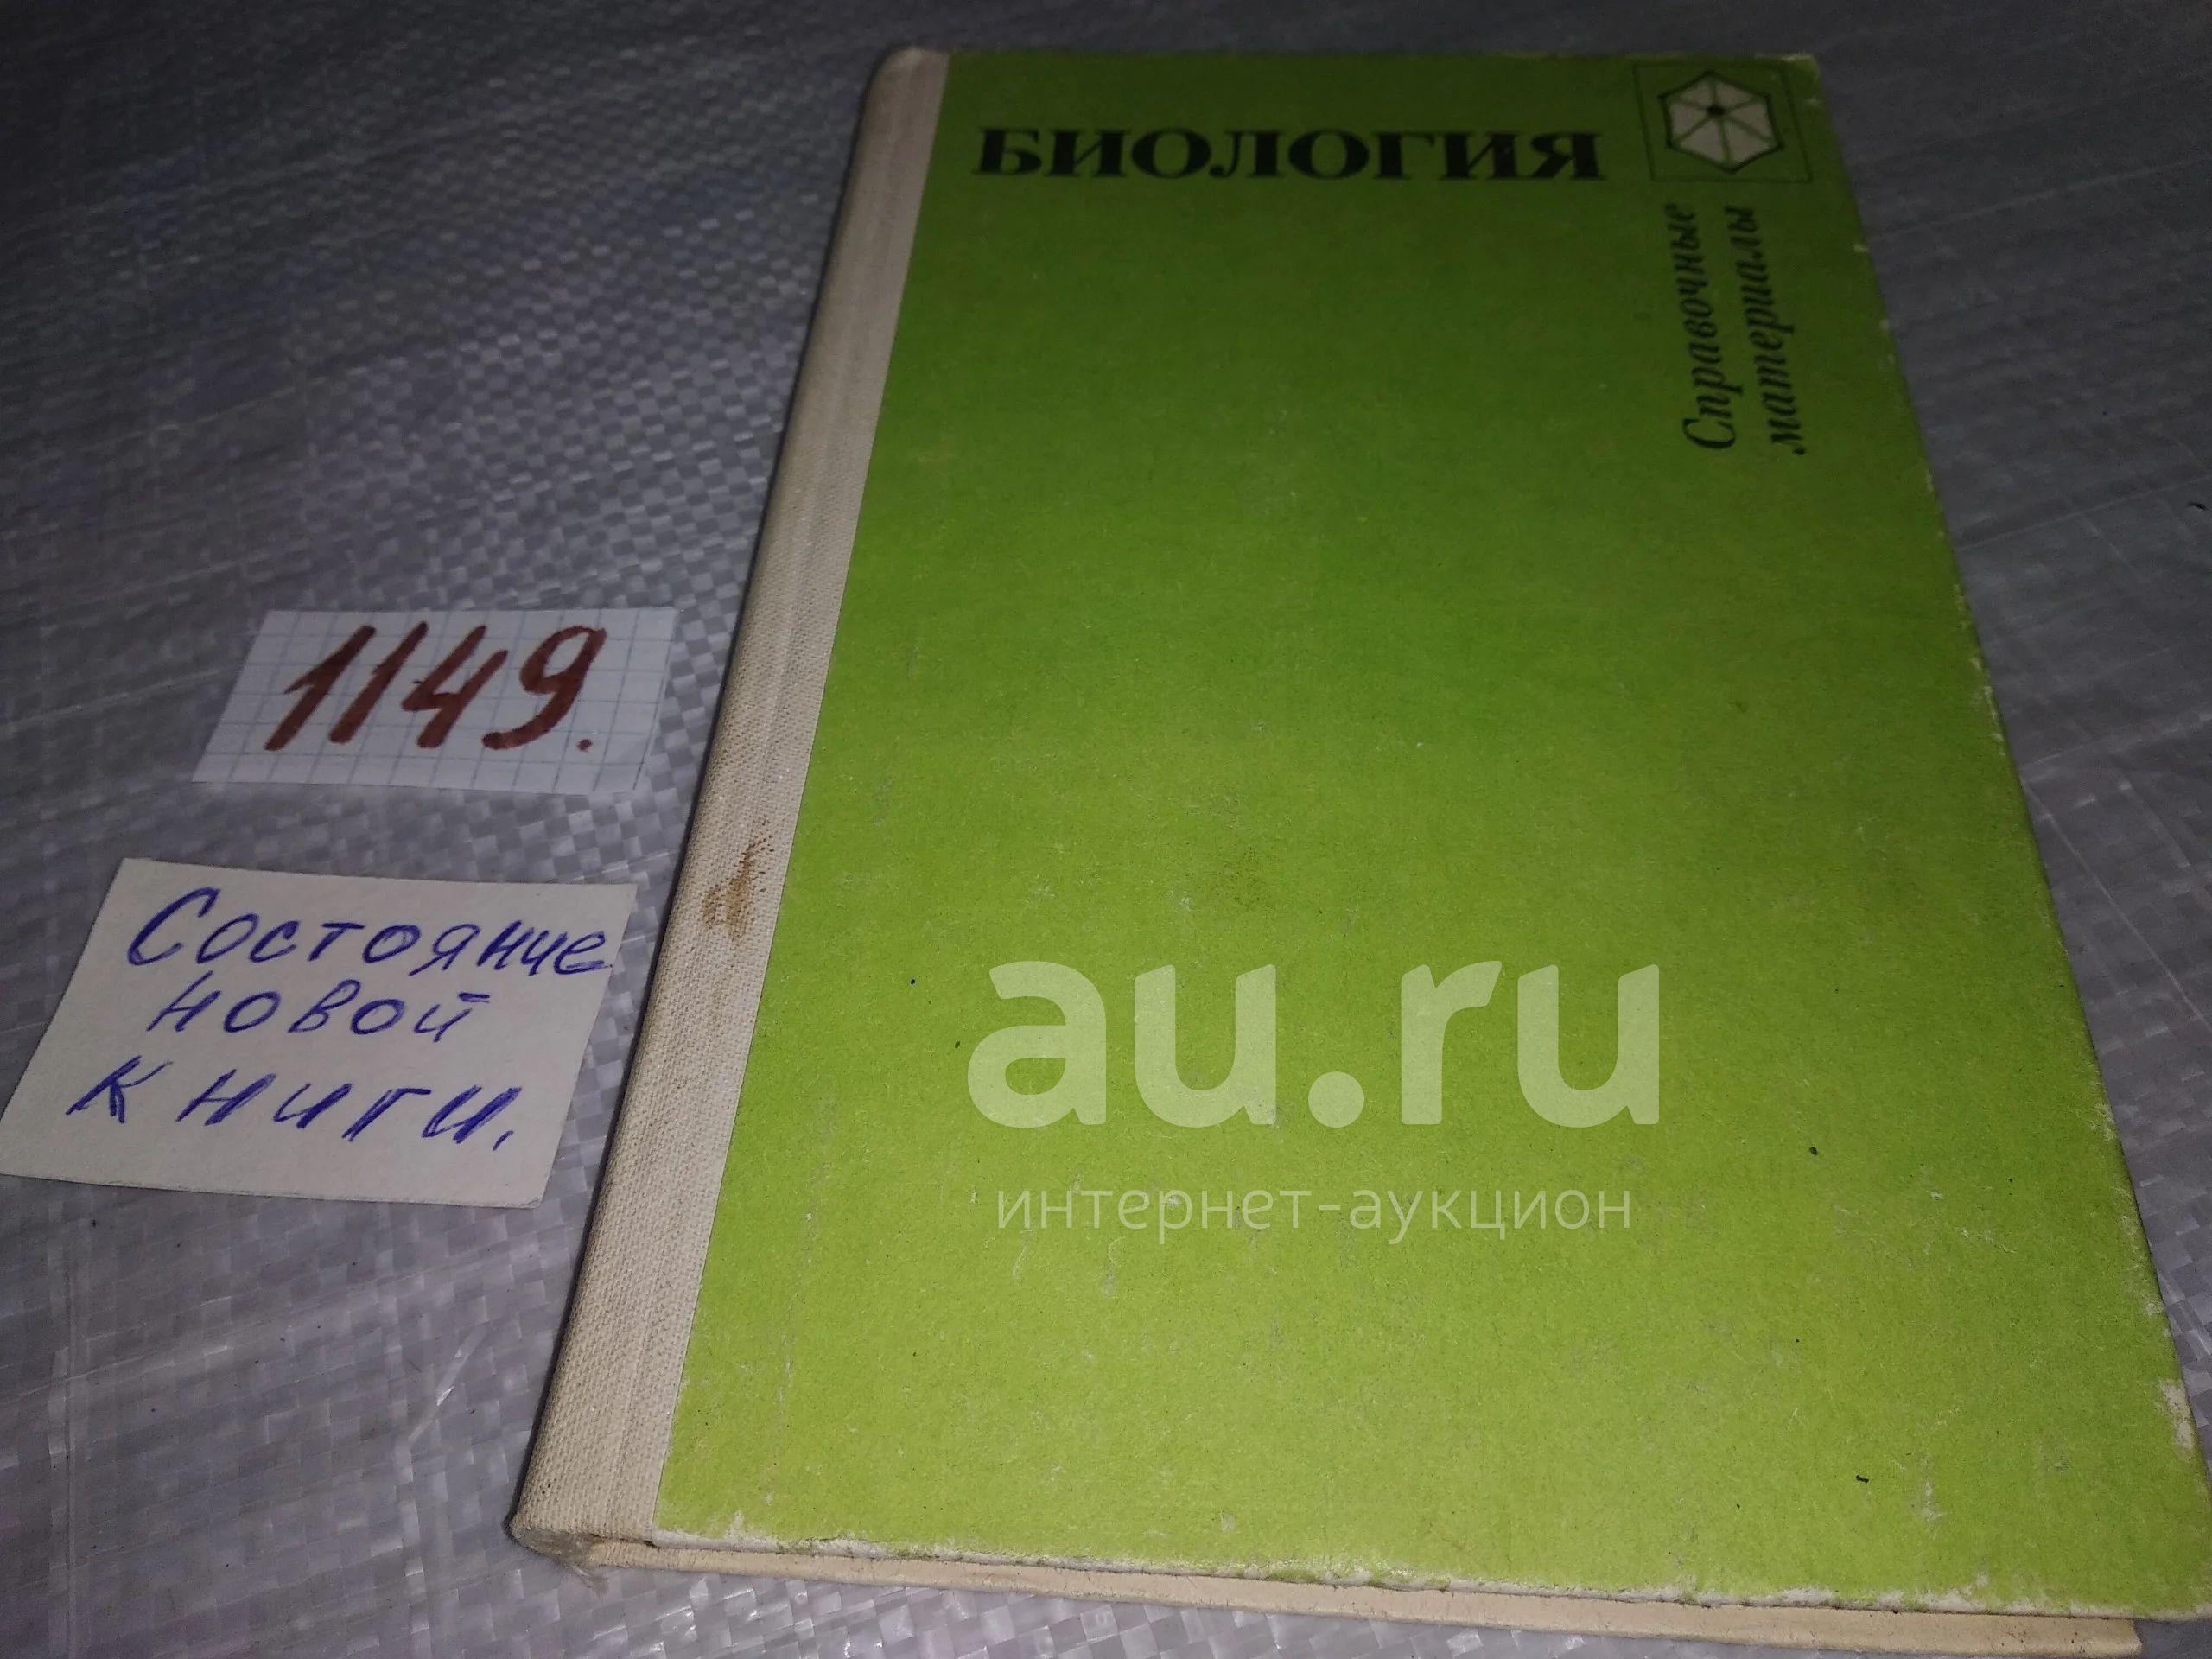 БИОЛОГИЯ
Справочные
материалы
1149.
Состояние
новой
книги.
au.ru
интернет-аукцион